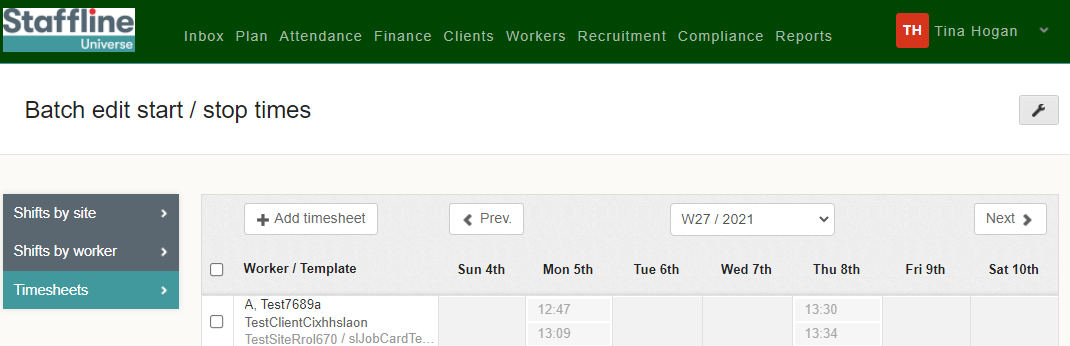 Staffline
Universe
Inbox Plan Attendance Finance Clients Workers Recruitment Compliance Reports
TH Tina Hogan
Batch edit start / stop times
Shifts by site
Shifts by worker
Timesheets
Add timesheet Prev. W27 / 2021 Next
Worker / Template Sun 4th Mon 5th Tue 6th Wed 7th Thu 8th Fri 9th Sat 10th
A, Test7689a 12:47 13:30
TestClientCixhhslaon
TestSiteRrol670 / slJobCardTe... 13:09 13:34